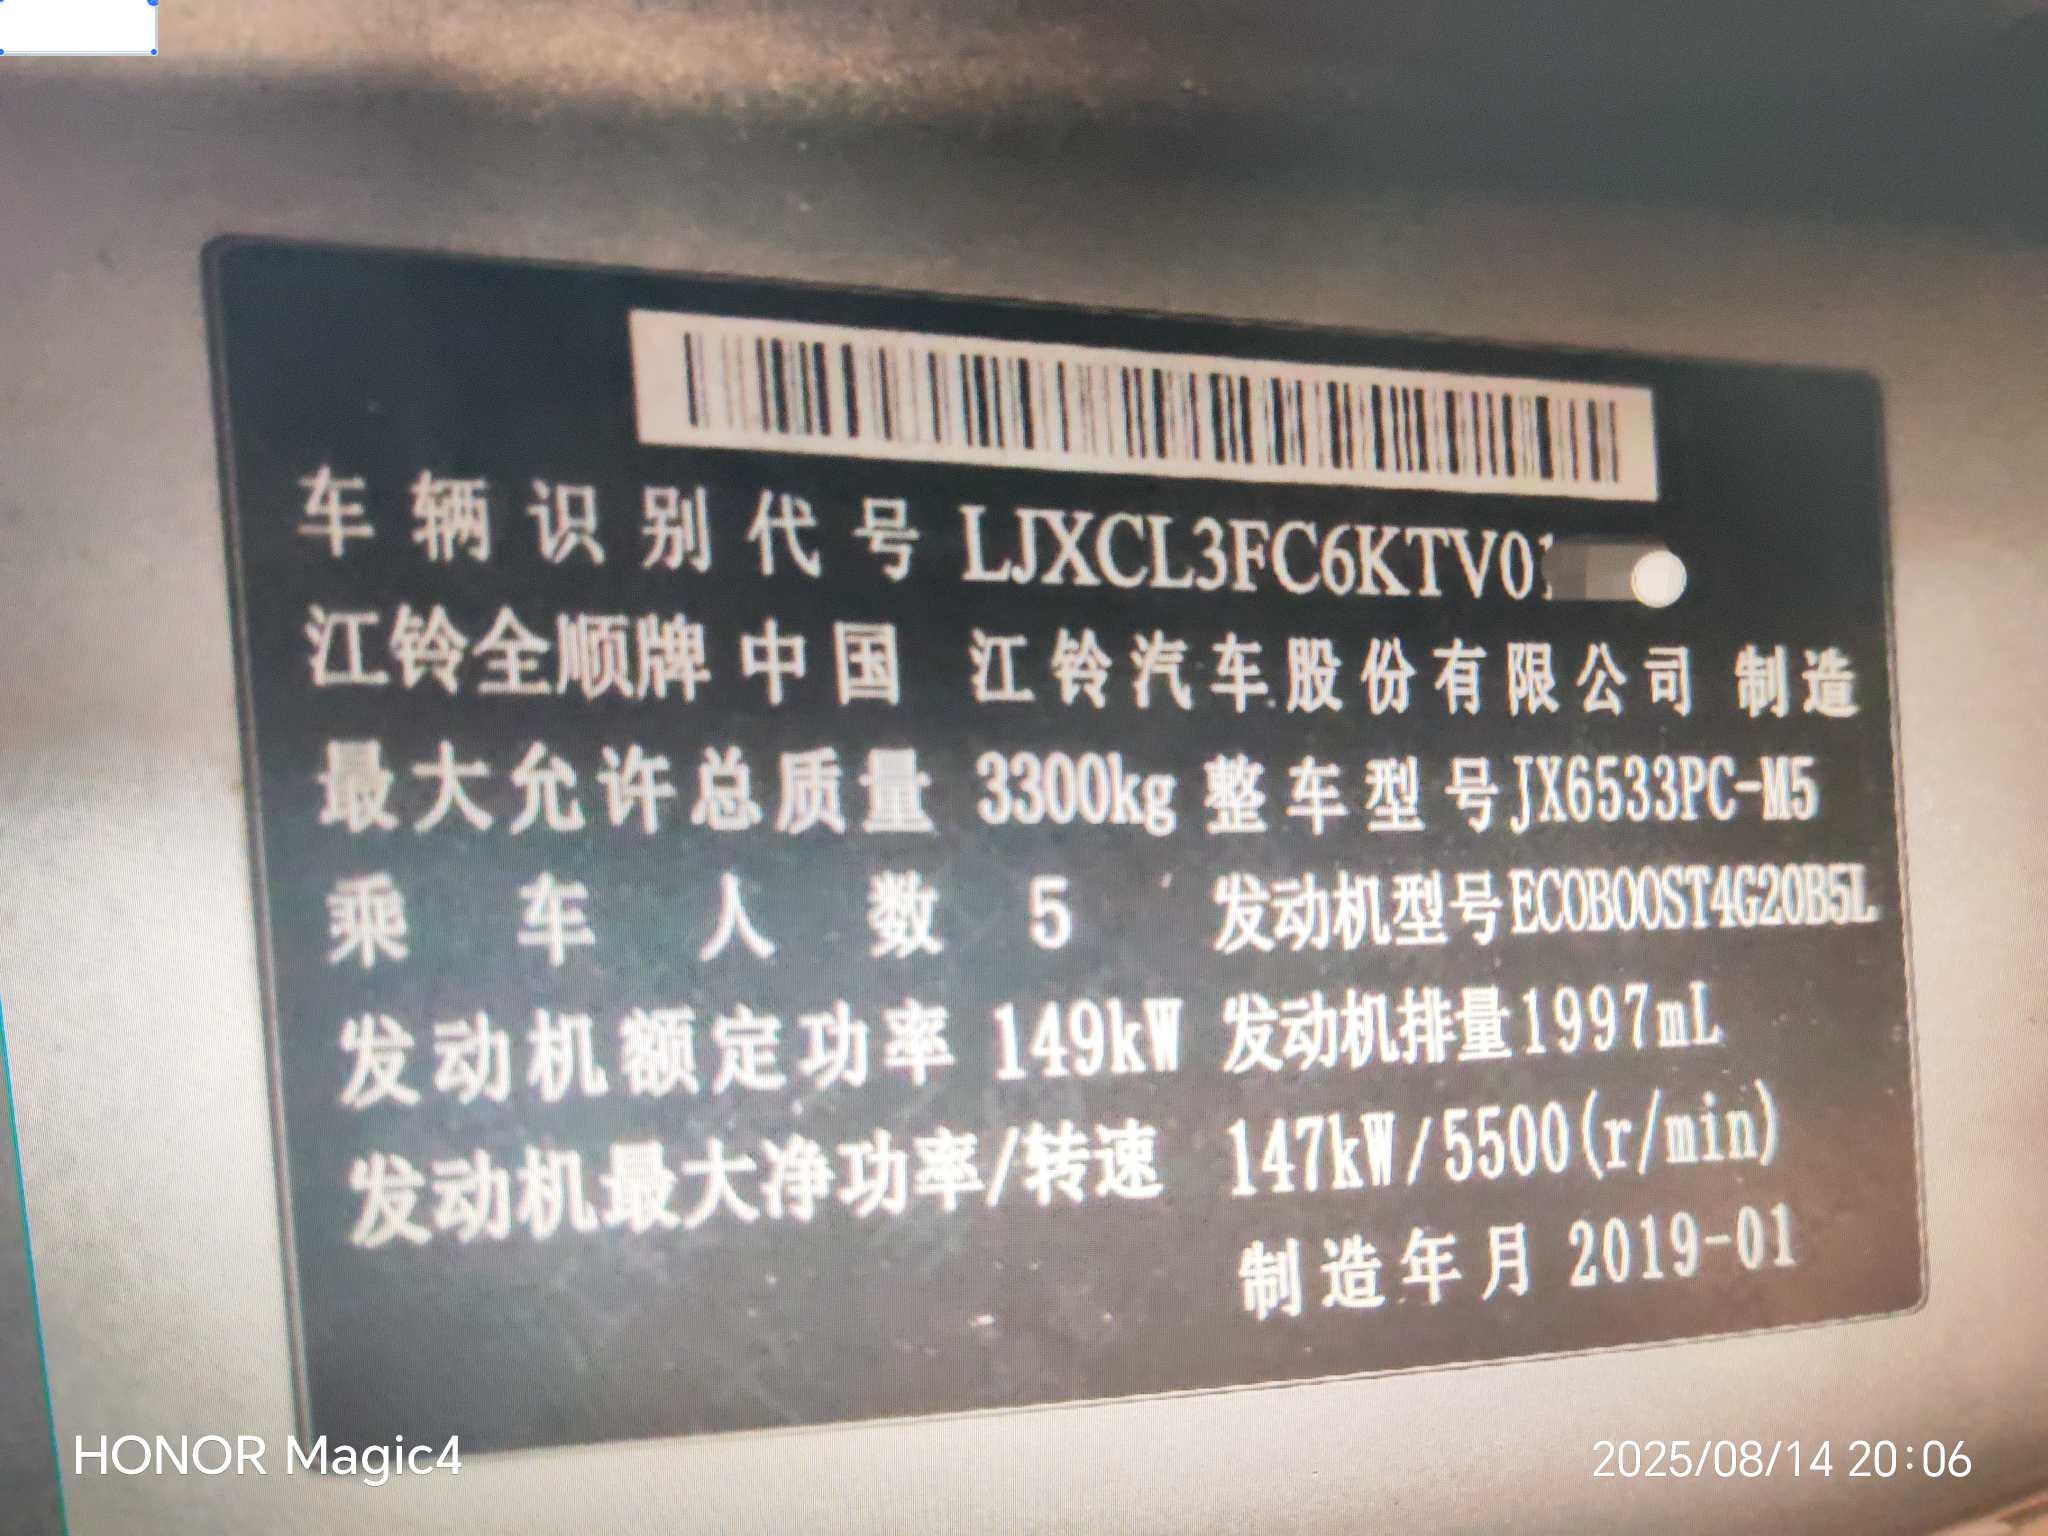 车辆识别代号 LJXCL3FC6KTV01
江铃全顺牌 中国 江铃汽车股份有限公司 制造
最大允许总质量 3300kg 整车型号 JX6533PC-M5
乘车人数 5 发动机型号 ECOBOOST4G20B5L
发动机额定功率 149kW 发动机排量 1997mL
发动机最大净功率/转速 147kW/5500(r/min)
制造年月 2019-01
HONOR Magic4
2025/08/14 20:06